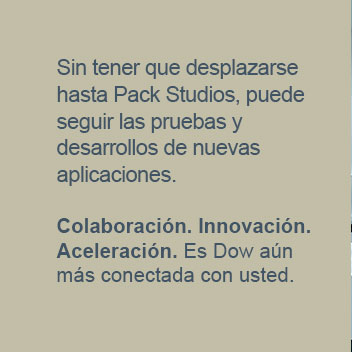 Sin tener que desplazarse
hasta Pack Studios, puede
seguir las pruebas y
desarrollos de nuevas
aplicaciones.
Colaboración. Innovación.
Aceleración. Es Dow aún
más conectada con usted.